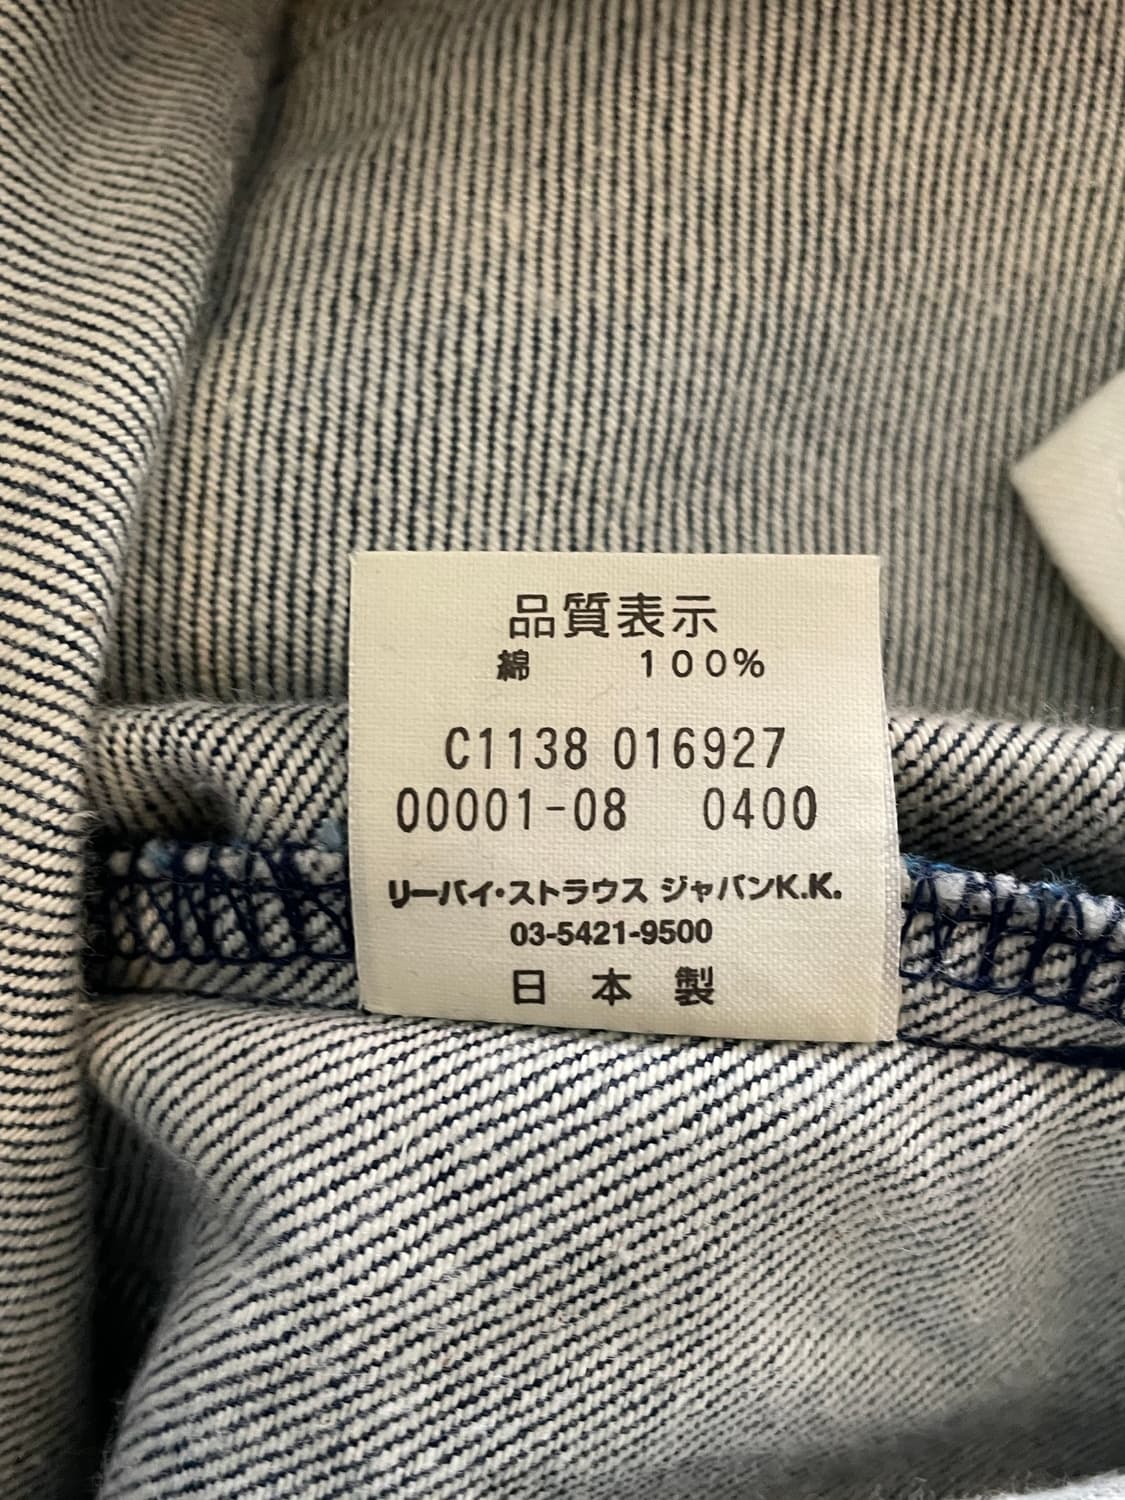 品質表示
綿 100%
C1138 016927
00001-08 0400
リーバイ・ストラウス ジャパンK.K.
03-5421-9500
日本製